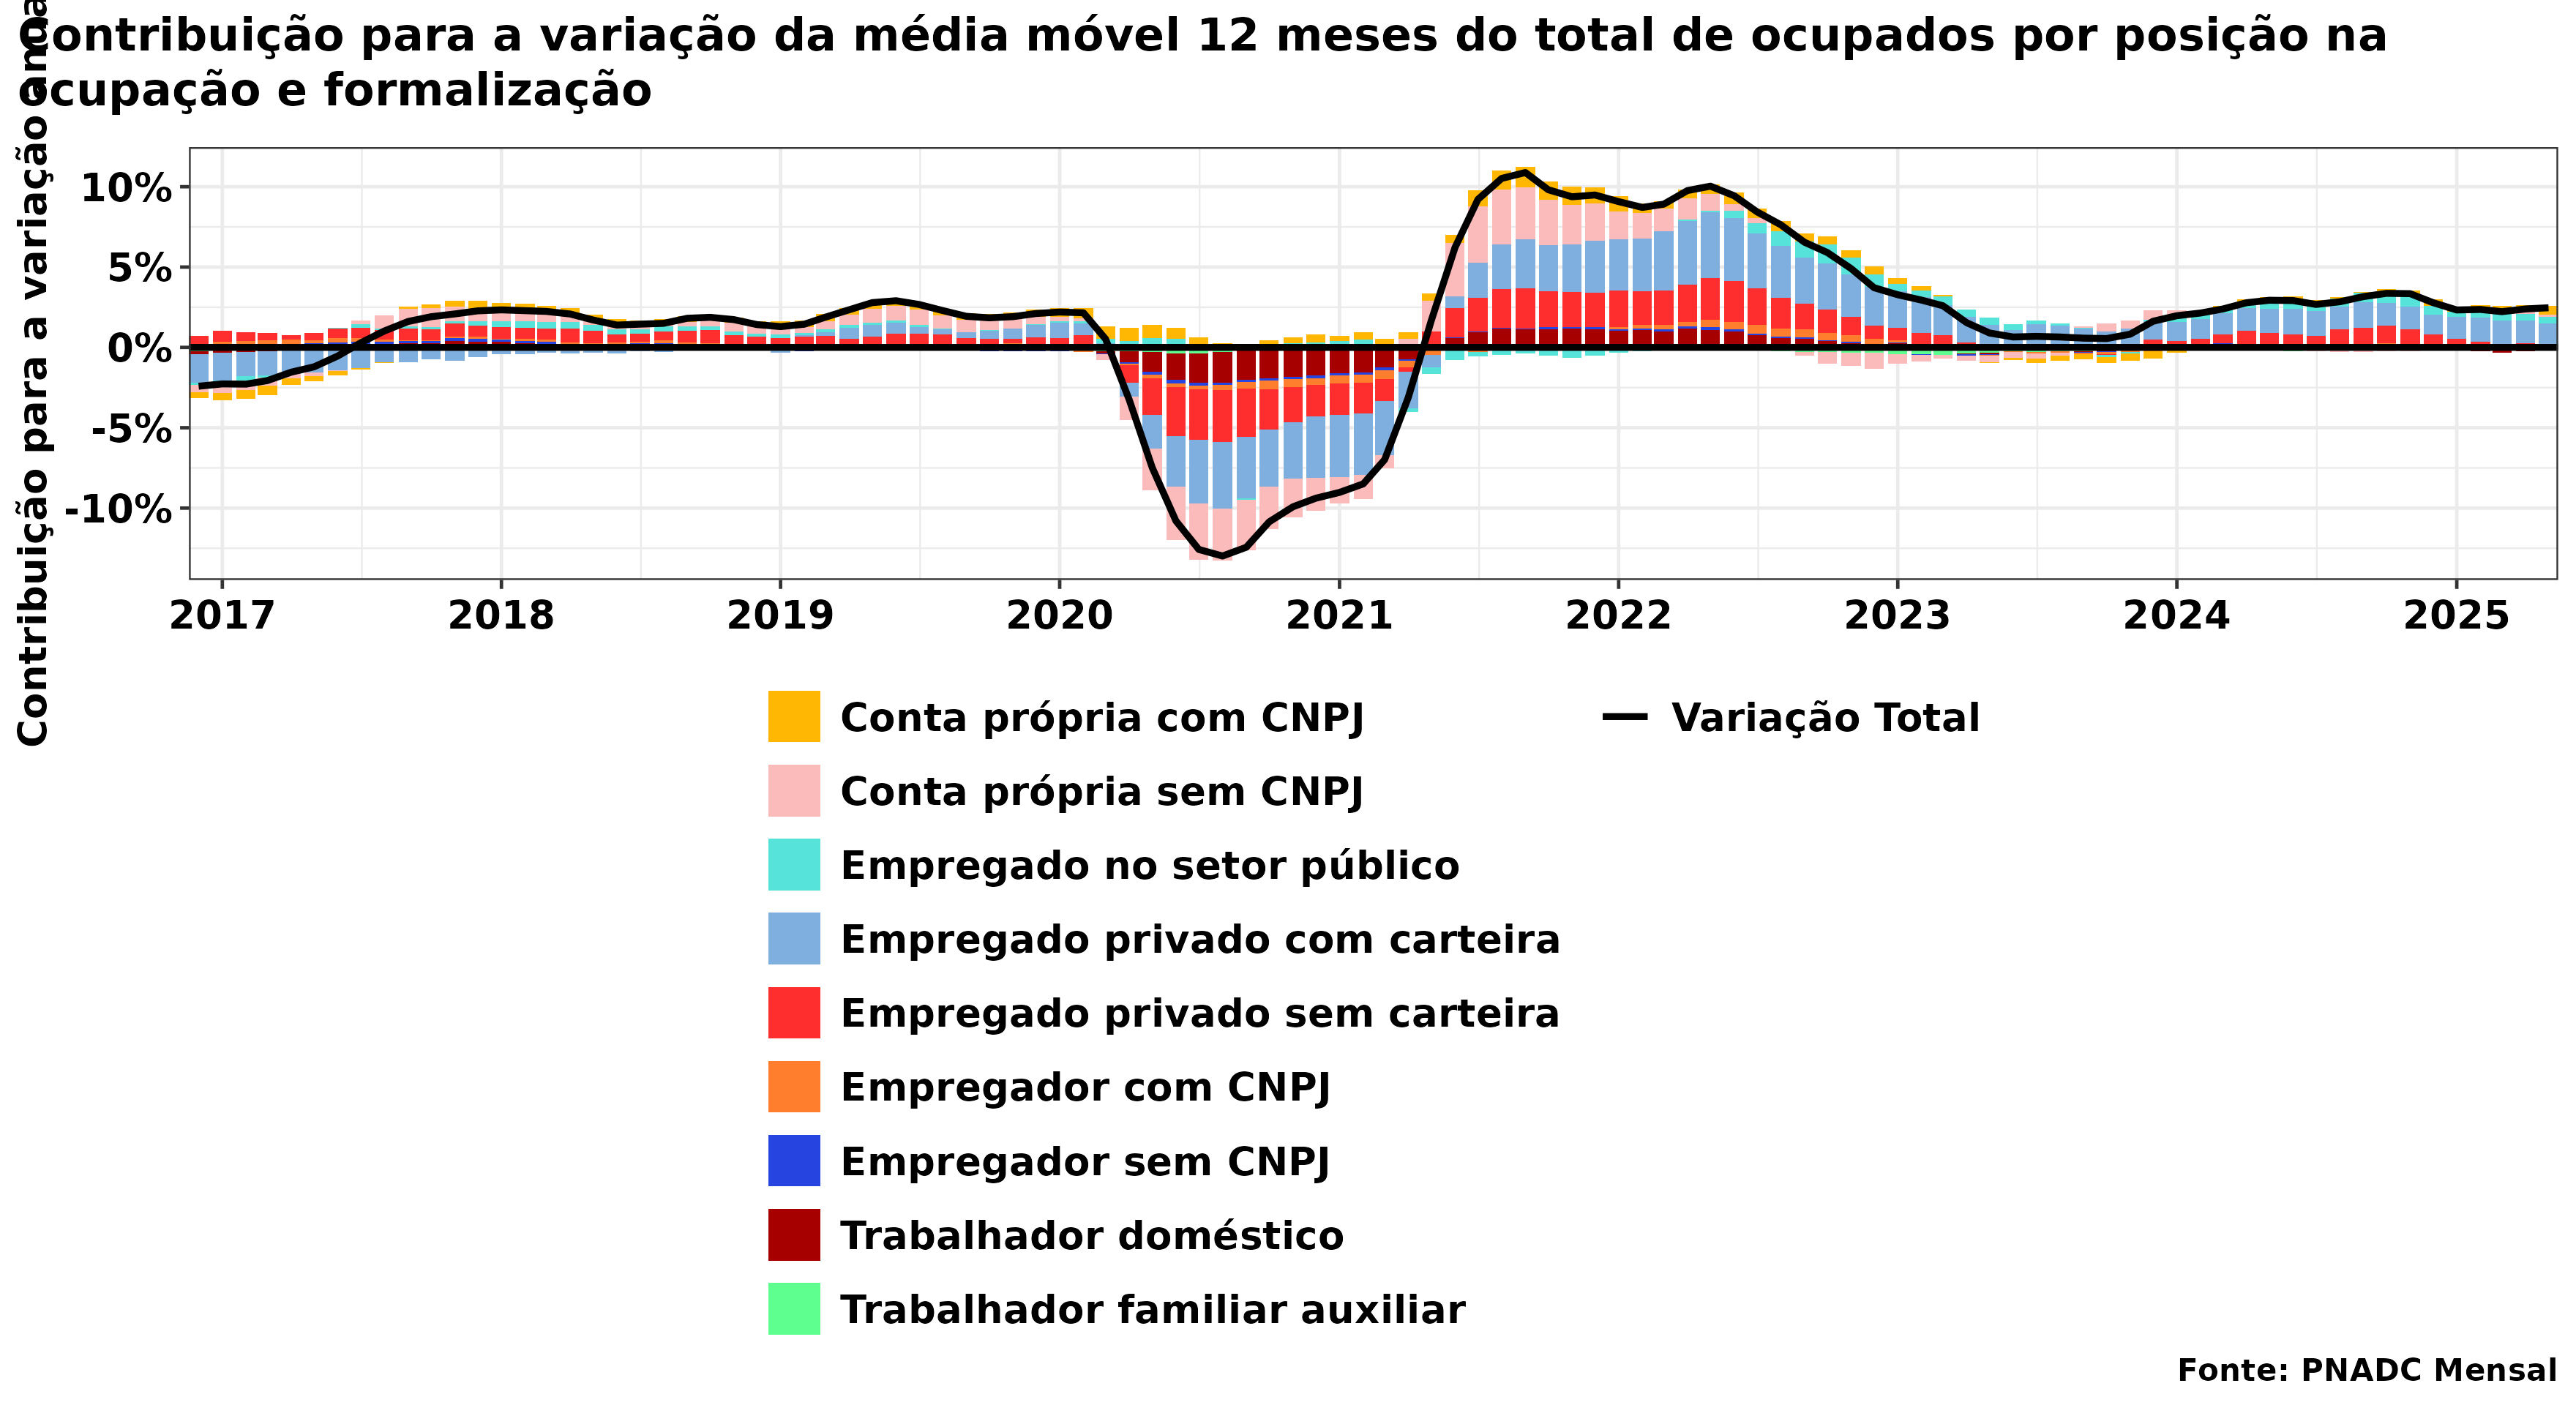 Contribuição para a variação da média móvel 12 meses do total de ocupados por posição na
ocupação e formalização
Contribuição para a variação
10%
5%
0%
-5%
-10%
2017
2018
2019
2020
2021
2022
2023
2024
2025
Conta própria com CNPJ
Variação Total
Conta própria sem CNPJ
Empregado no setor público
Empregado privado com carteira
Empregado privado sem carteira
Empregador com CNPJ
Empregador sem CNPJ
Trabalhador doméstico
Trabalhador familiar auxiliar
Fonte: PNADC Mensal